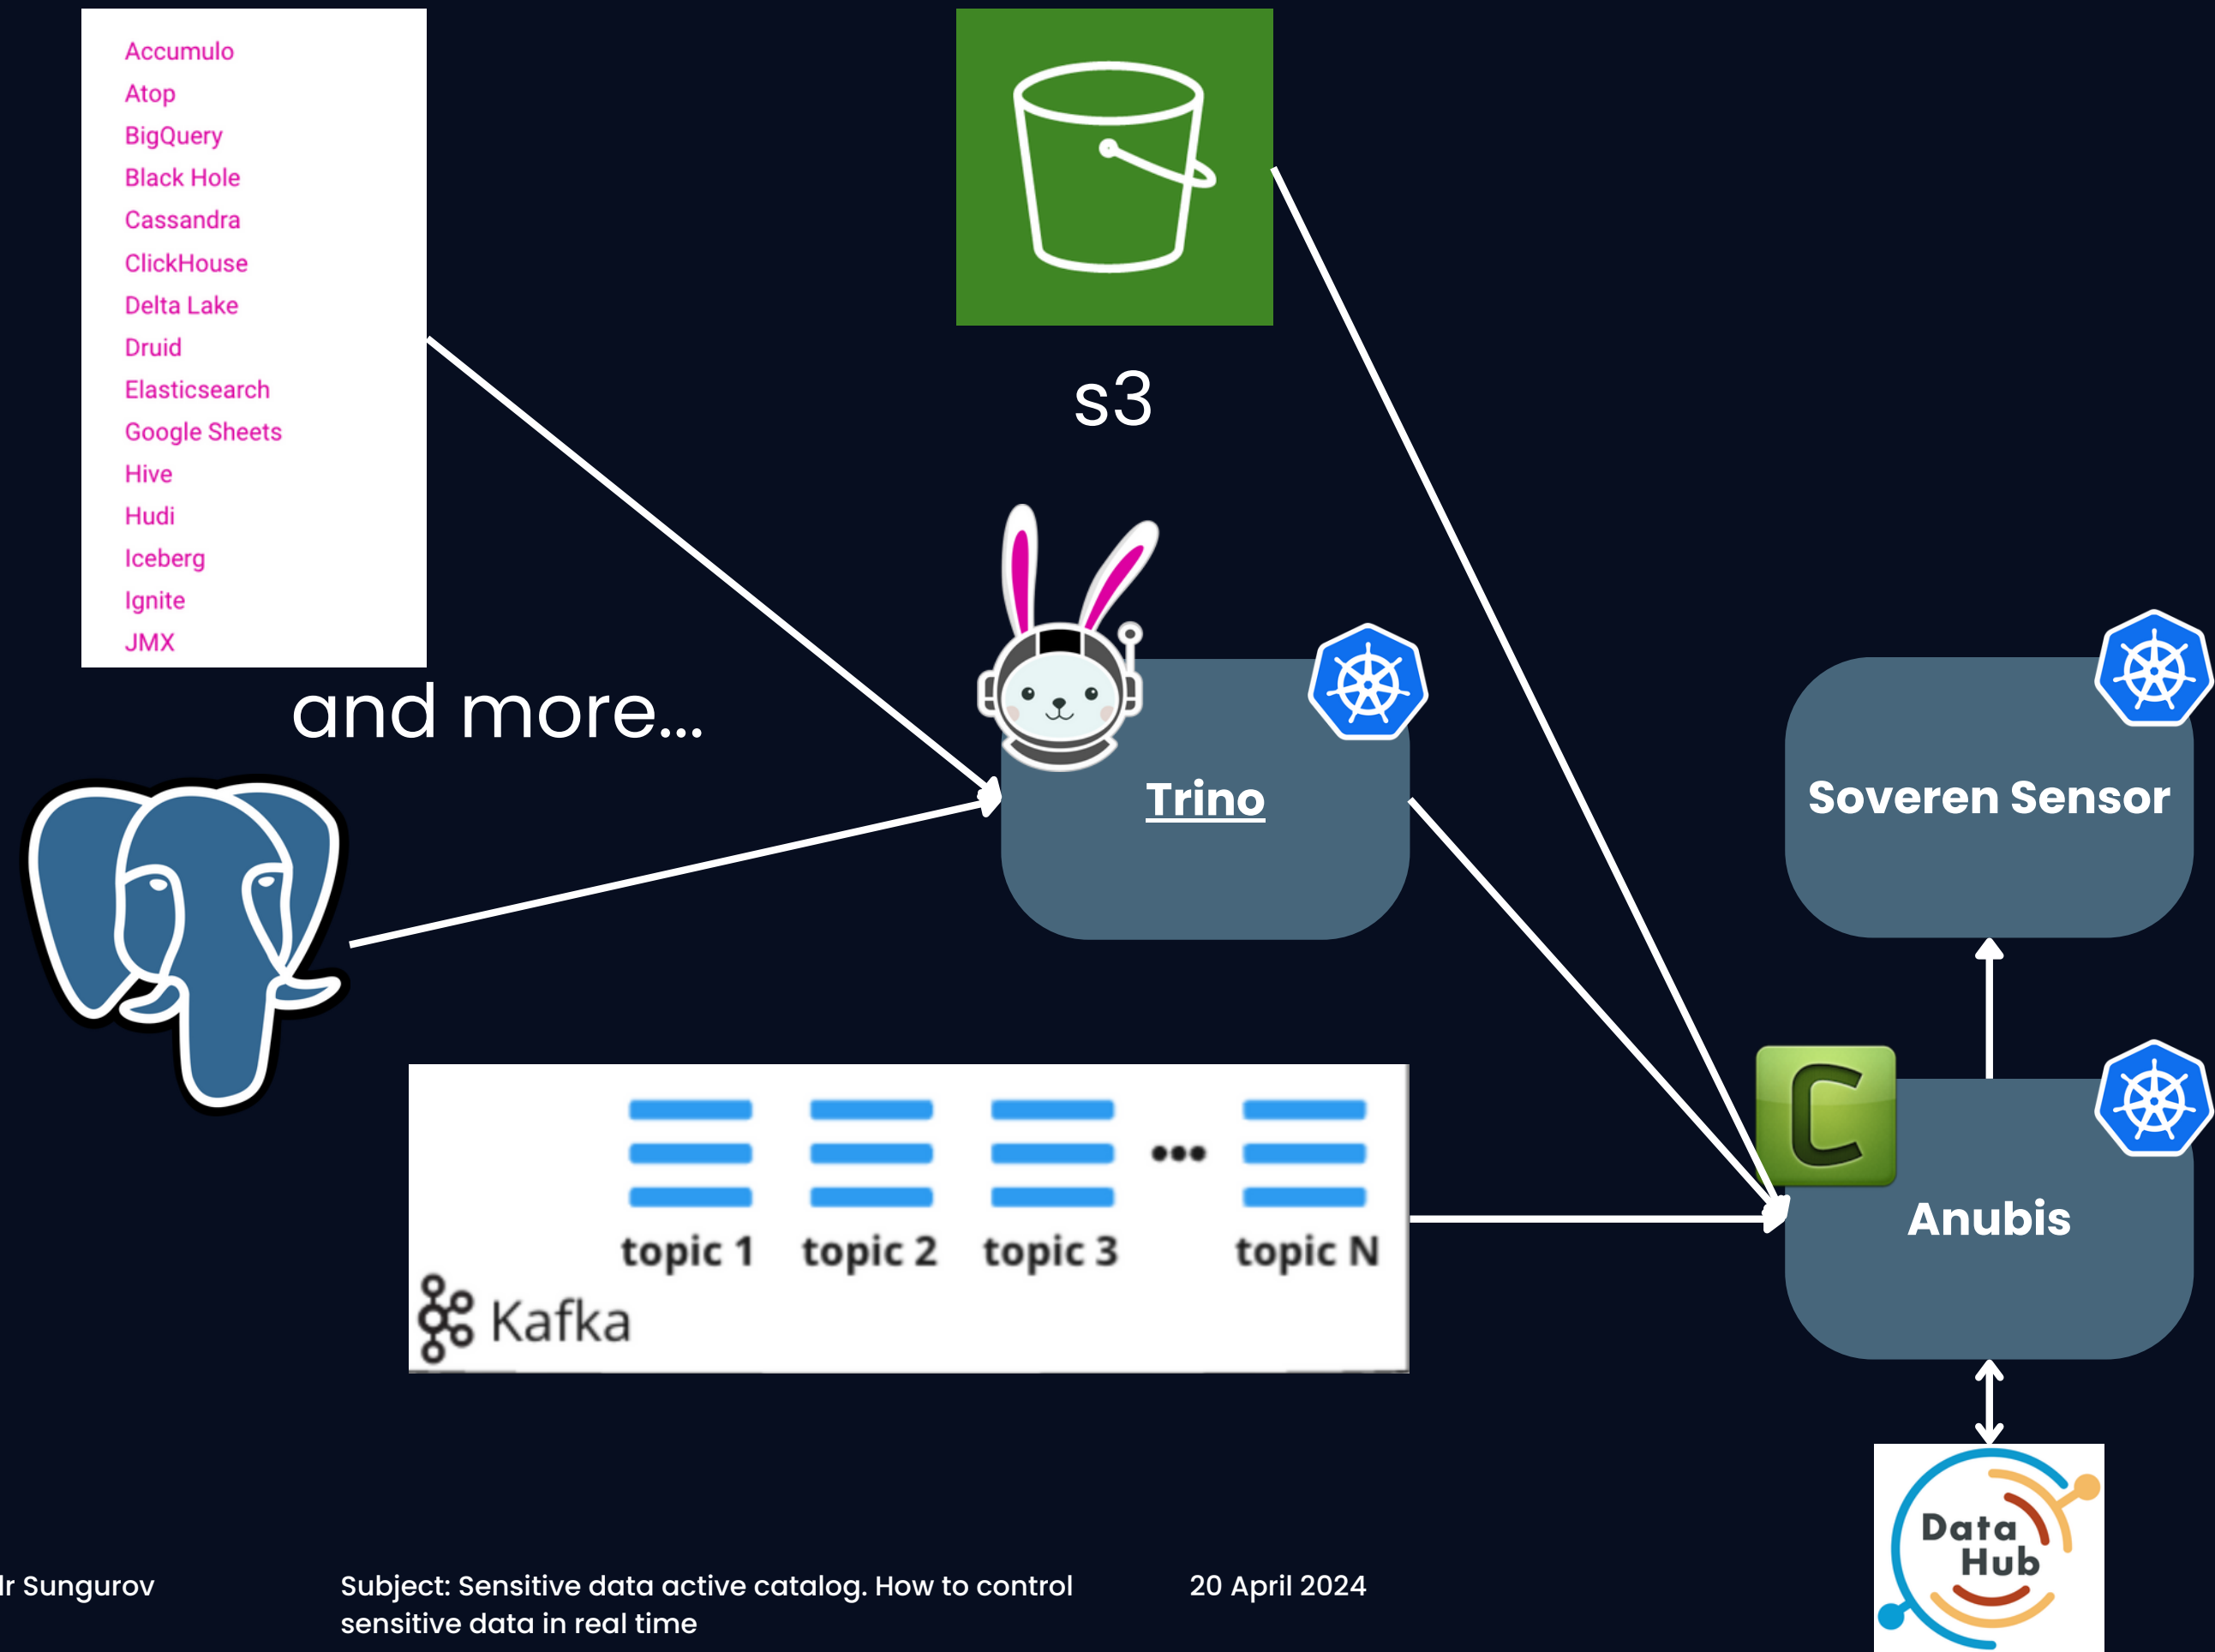 Accumulo
Atop
BigQuery
Black Hole
Cassandra
ClickHouse
Delta Lake
Druid
Elasticsearch
Google Sheets
Hive
Hudi
Iceberg
Ignite
JMX
and more...
s3
Trino
Soveren Sensor
topic 1 topic 2 topic 3 ••• topic N
Kafka
C
Anubis
Data
Hub
lr Sungurov
Subject: Sensitive data active catalog. How to control
sensitive data in real time
20 April 2024